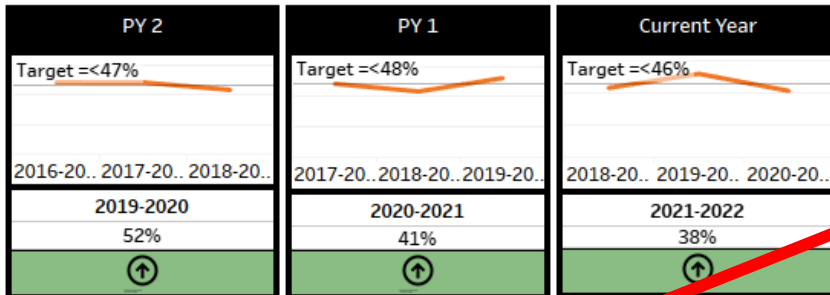 PY 2
Target =<47%
2016-20.. 2017-20.. 2018-20..
2019-2020
52%
PY 1
Target =<48%
2017-20.. 2018-20.. 2019-20..
2020-2021
41%
Current Year
Target =<46%
2018-20.. 2019-20.. 2020-20..
2021-2022
38%